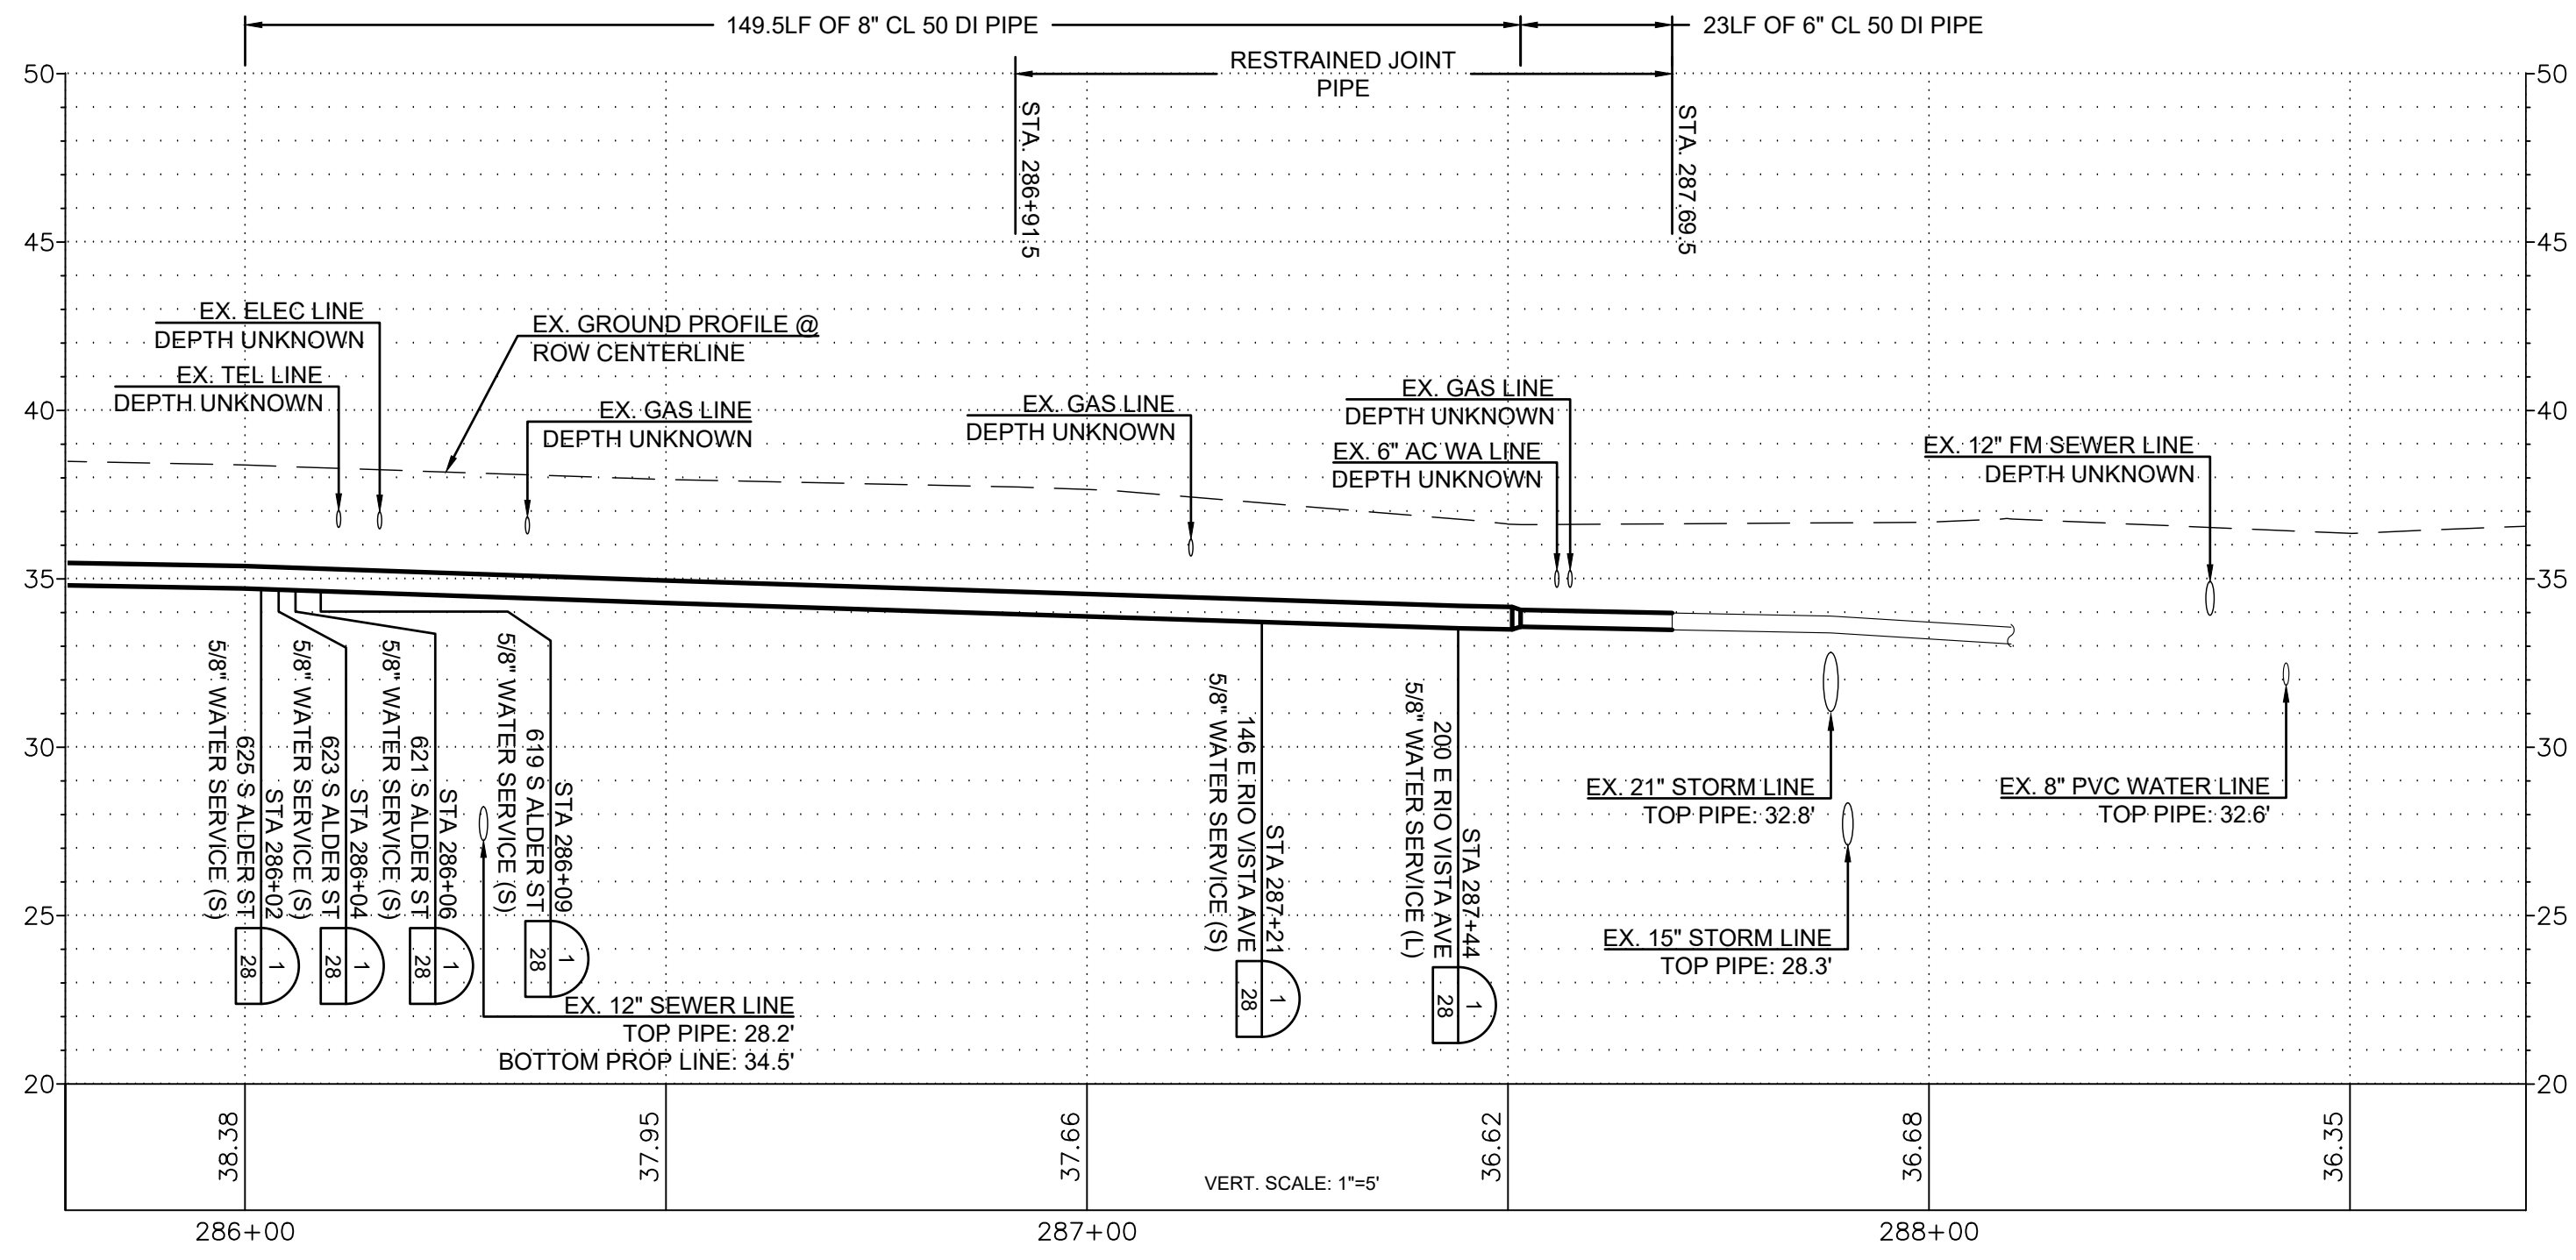 149.5LF OF 8" CL 50 DI PIPE
23LF OF 6" CL 50 DI PIPE
RESTRAINED JOINT
PIPE
50
50
STA. 286+91.5
STA. 287.69.5
45
45
EX. ELEC LINE
DEPTH UNKNOWN
EX. GROUND PROFILE @
ROW CENTERLINE
EX. TEL LINE
DEPTH UNKNOWN
EX. GAS LINE
DEPTH UNKNOWN
EX. GAS LINE
DEPTH UNKNOWN
EX. GAS LINE
DEPTH UNKNOWN
EX. 6" AC WA LINE
DEPTH UNKNOWN
EX. 12" FM SEWER LINE
DEPTH UNKNOWN
40
40
35
35
5/8" WATER SERVICE (S)
625 S ALDER ST
STA 286+02
5/8" WATER SERVICE (S)
623 S ALDER ST
STA 286+04
5/8" WATER SERVICE (S)
621 S ALDER ST
STA 286+06
5/8" WATER SERVICE (S)
619 S ALDER ST
STA 286+09
5/8" WATER SERVICE (S)
146 E RIO VISTA AVE
STA 287+21
5/8" WATER SERVICE (L)
200 E RIO VISTA AVE
STA 287+44
30
30
EX. 21" STORM LINE
TOP PIPE: 32.8'
EX. 8" PVC WATER LINE
TOP PIPE: 32.6'
25
25
EX. 15" STORM LINE
TOP PIPE: 28.3'
1
28
1
28
1
28
1
28
1
28
1
28
EX. 12" SEWER LINE
TOP PIPE: 28.2'
BOTTOM PROP LINE: 34.5'
20
20
38.38
37.95
37.66
36.62
36.68
36.35
VERT. SCALE: 1"=5'
286+00
287+00
288+00